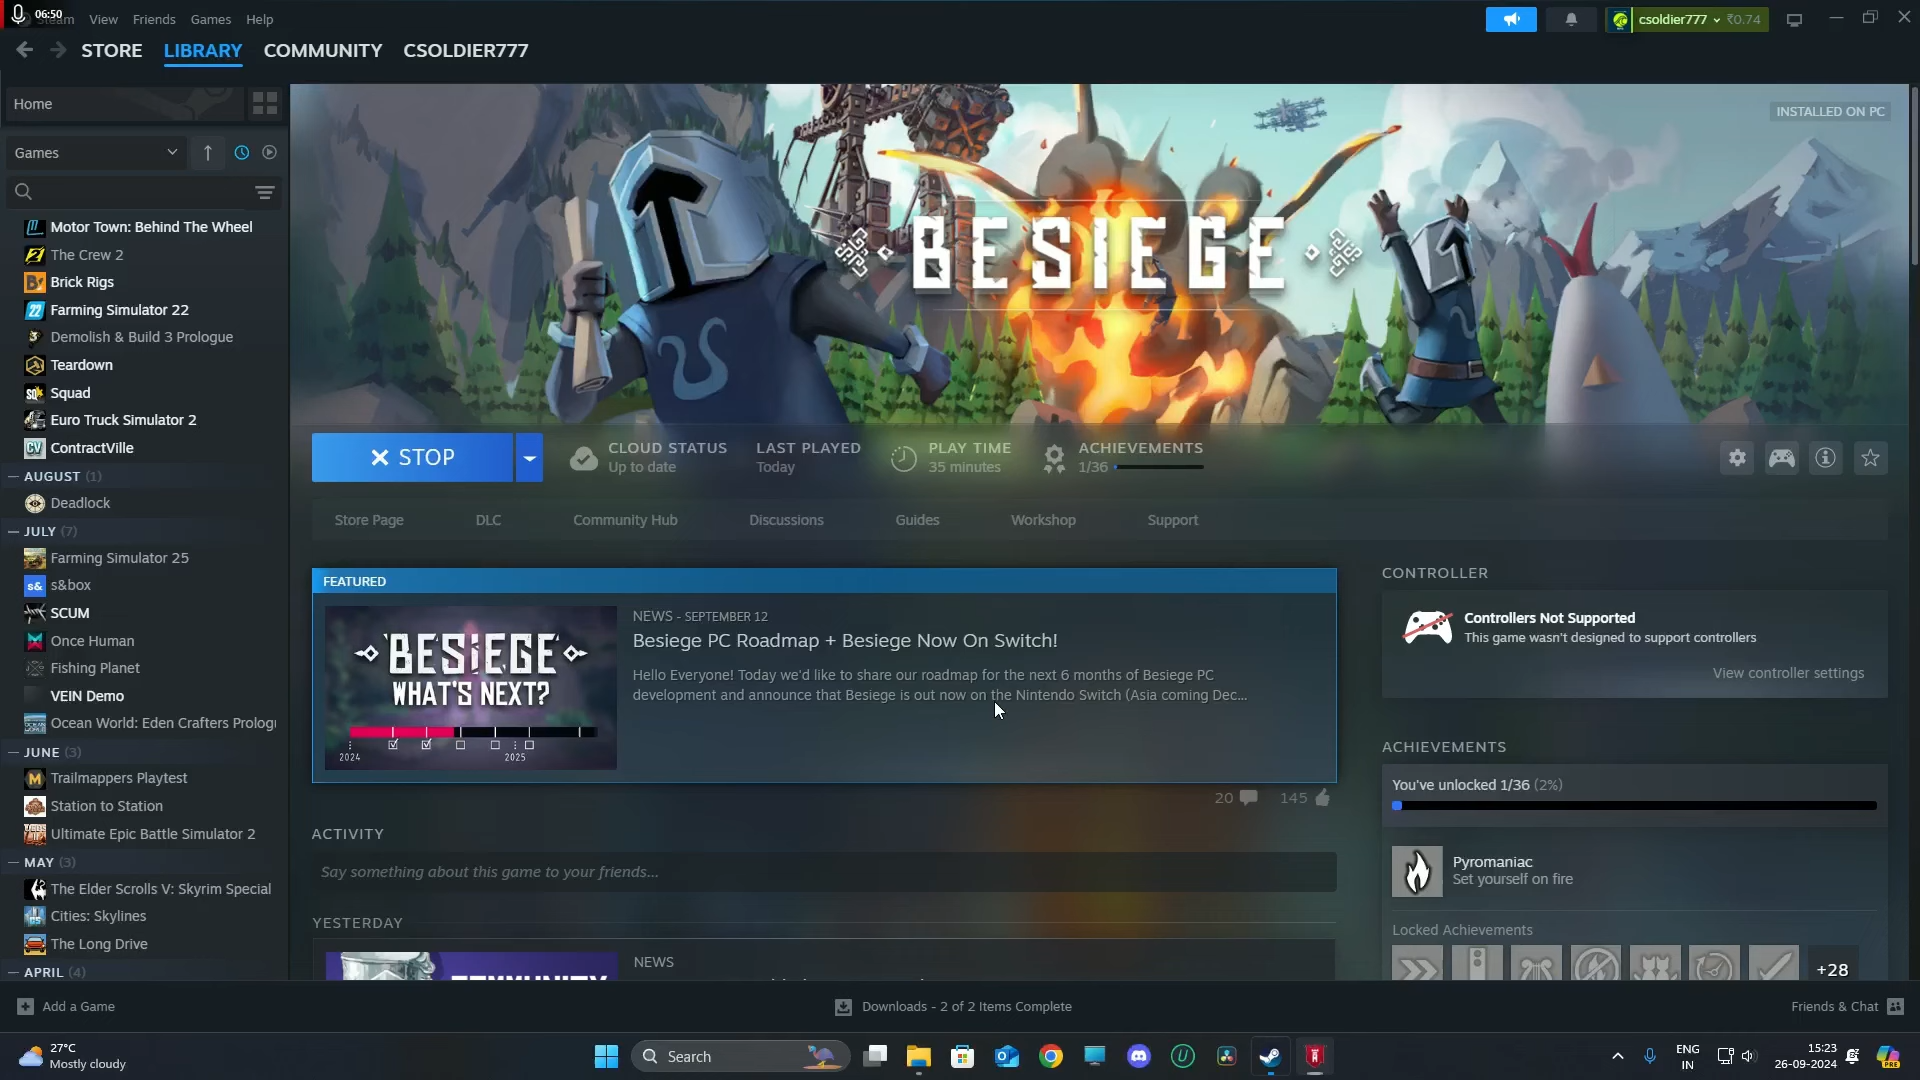 06:50
Steam View Friends Games Help
csoldier777 ₹0.74
STORE LIBRARY COMMUNITY CSOLDIER777
Home
Games
Motor Town: Behind The Wheel
The Crew 2
Brick Rigs
Farming Simulator 22
Demolish & Build 3 Prologue
Teardown
Squad
Euro Truck Simulator 2
ContractVille
— AUGUST (1)
Deadlock
— JULY (7)
Farming Simulator 25
s&box
SCUM
Once Human
Fishing Planet
VEIN Demo
Ocean World: Eden Crafters Prolog
— JUNE (3)
Trailmappers Playtest
Station to Station
Ultimate Epic Battle Simulator 2
— MAY (3)
The Elder Scrolls V: Skyrim Special
Cities: Skylines
The Long Drive
— APRIL (4)
INSTALLED ON PC
BESIEGE
STOP
CLOUD STATUS
Up to date
LAST PLAYED
Today
PLAY TIME
35 minutes
ACHIEVEMENTS
1/36
Store Page DLC Community Hub Discussions Guides Workshop Support
FEATURED
BESIEGE
WHAT'S NEXT?
2024 2025
NEWS - SEPTEMBER 12
Besiege PC Roadmap + Besiege Now On Switch!
Hello Everyone! Today we'd like to share our roadmap for the next 6 months of Besiege PC
development and announce that Besiege is out now on the Nintendo Switch (Asia coming Dec...
20 145
ACTIVITY
Say something about this game to your friends...
YESTERDAY
NEWS
CONTROLLER
Controllers Not Supported
This game wasn't designed to support controllers
View controller settings
ACHIEVEMENTS
You've unlocked 1/36 (2%)
Pyromaniac
Set yourself on fire
Locked Achievements
+28
Add a Game
Downloads - 2 of 2 Items Complete
Friends & Chat
27°C
Mostly cloudy
Search
ENG
IN
15:23
26-09-2024